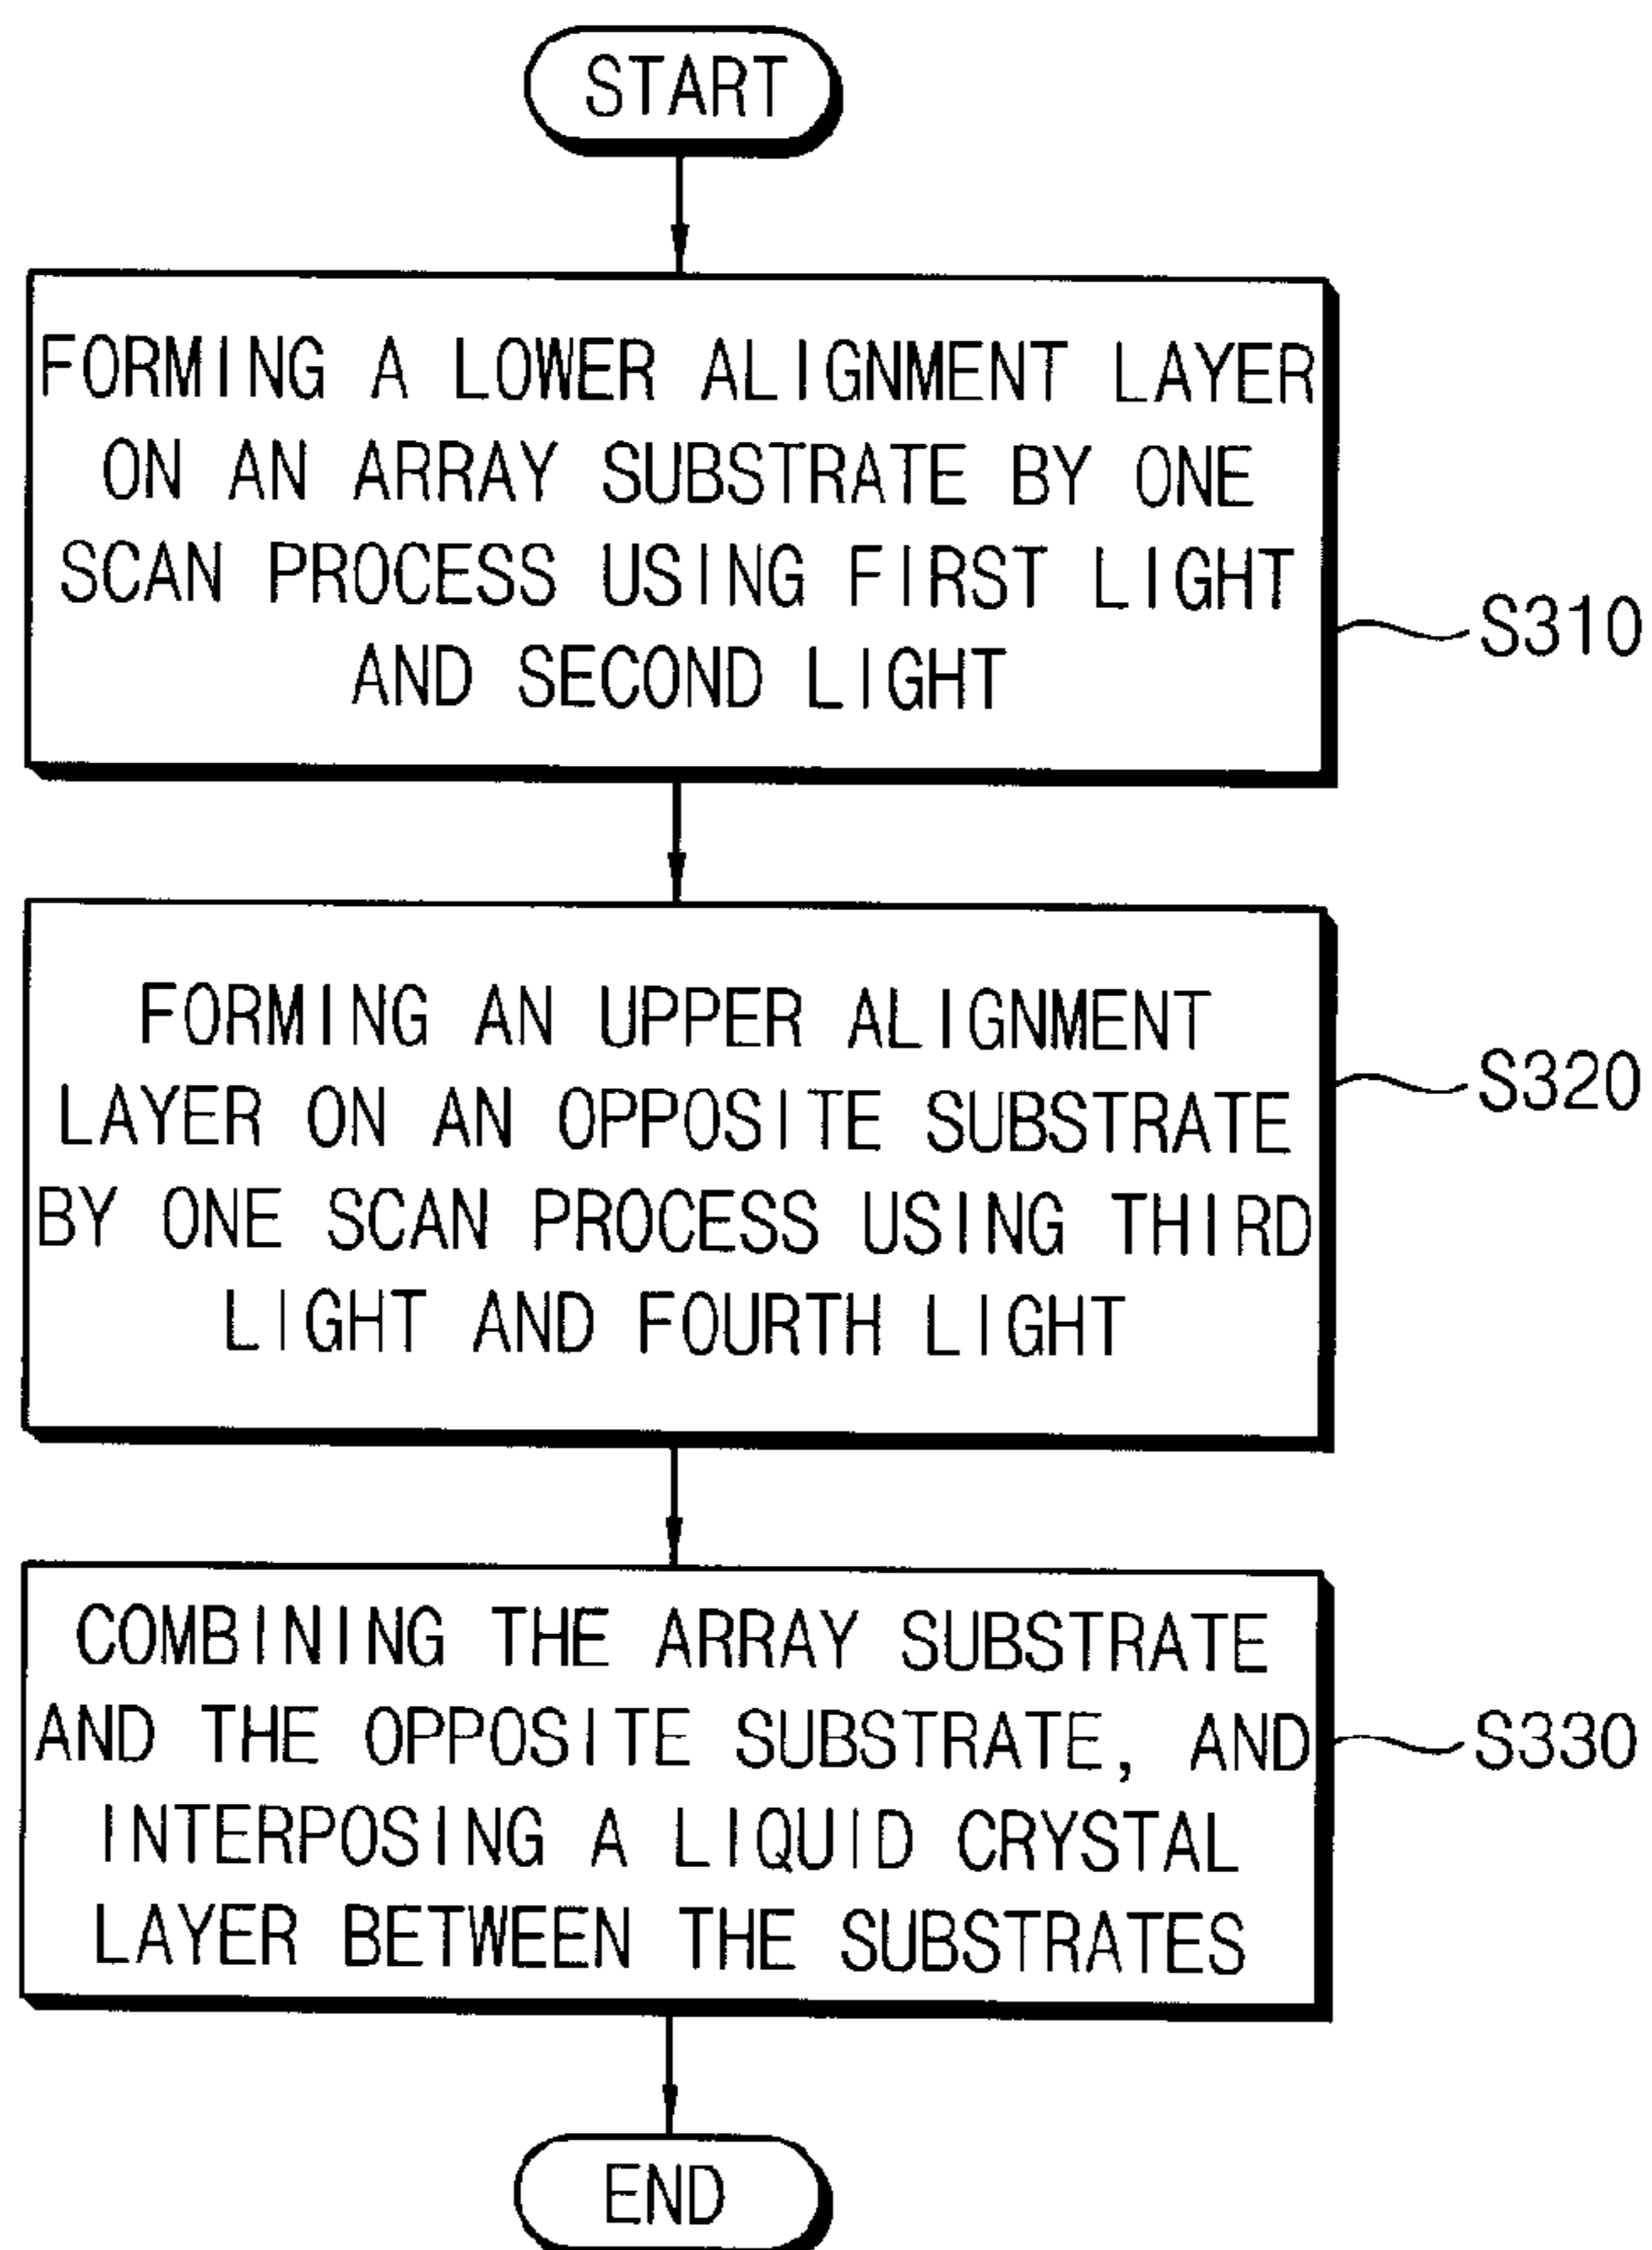 START
FORMING A LOWER ALIGNMENT LAYER
ON AN ARRAY SUBSTRATE BY ONE
SCAN PROCESS USING FIRST LIGHT
AND SECOND LIGHT
S310
FORMING AN UPPER ALIGNMENT
LAYER ON AN OPPOSITE SUBSTRATE
BY ONE SCAN PROCESS USING THIRD
LIGHT AND FOURTH LIGHT
S320
COMBINING THE ARRAY SUBSTRATE
AND THE OPPOSITE SUBSTRATE, AND
INTERPOSING A LIQUID CRYSTAL
LAYER BETWEEN THE SUBSTRATES
S330
END